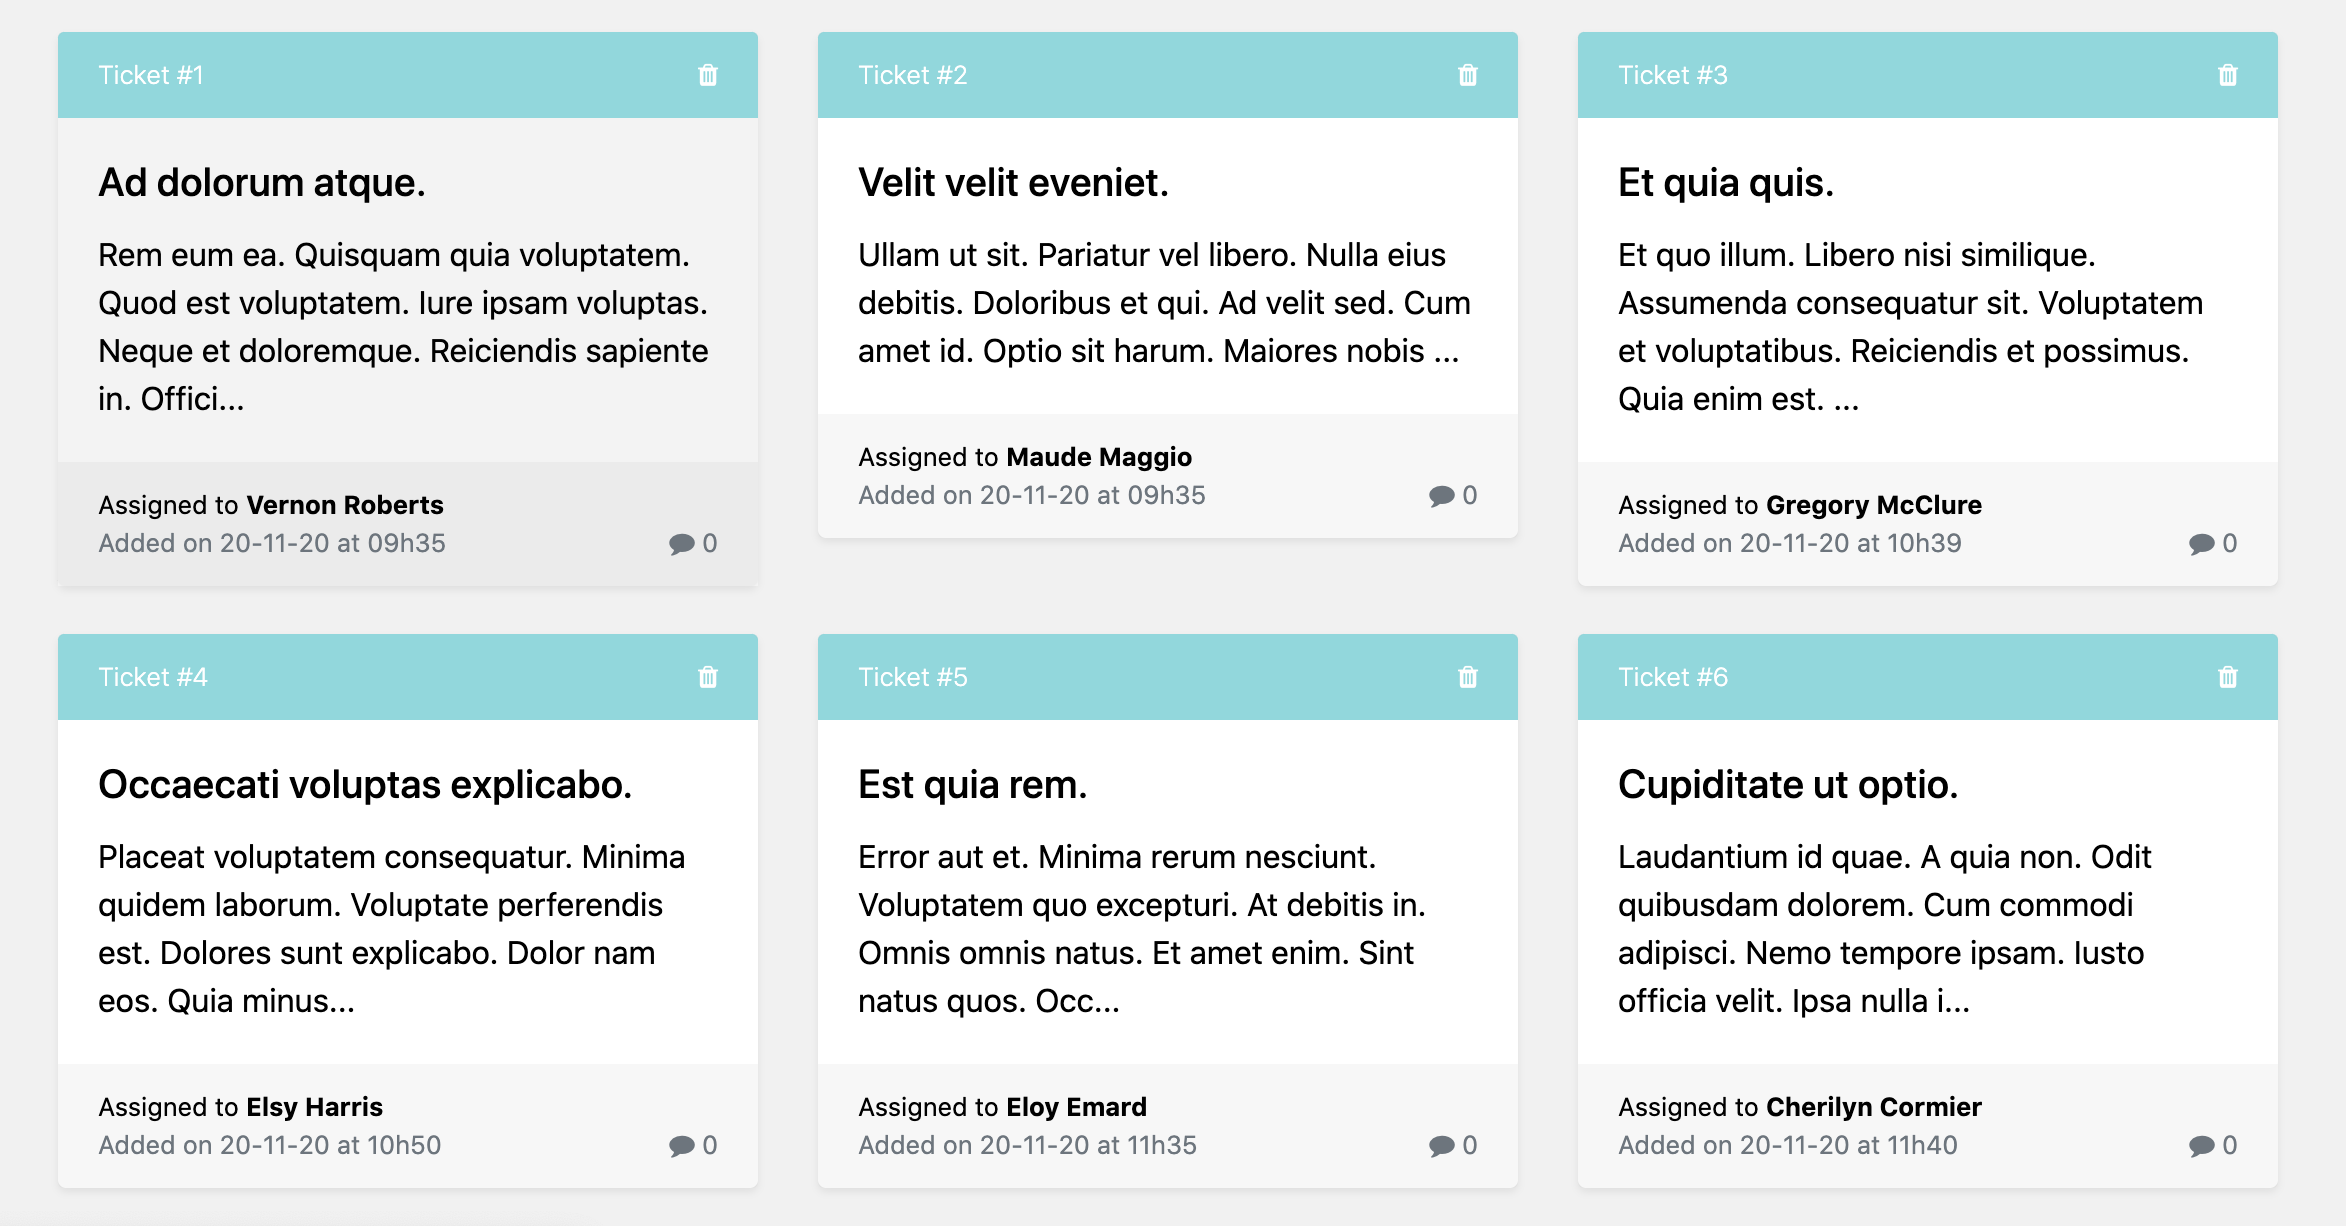 Ticket #1
Ad dolorum atque.
Rem eum ea. Quisquam quia voluptatem.
Quod est voluptatem. Iure ipsam voluptas.
Neque et doloremque. Reiciendis sapiente
in. Offici...
Assigned to Vernon Roberts
Added on 20-11-20 at 09h35
0
Ticket #2
Velit velit eveniet.
Ullam ut sit. Pariatur vel libero. Nulla eius
debitis. Doloribus et qui. Ad velit sed. Cum
amet id. Optio sit harum. Maiores nobis ...
Assigned to Maude Maggio
Added on 20-11-20 at 09h35
0
Ticket #3
Et quia quis.
Et quo illum. Libero nisi similique.
Assumenda consequatur sit. Voluptatem
et voluptatibus. Reiciendis et possimus.
Quia enim est. ...
Assigned to Gregory McClure
Added on 20-11-20 at 10h39
0
Ticket #4
Occaecati voluptas explicabo.
Placeat voluptatem consequatur. Minima
quidem laborum. Voluptate perferendis
est. Dolores sunt explicabo. Dolor nam
eos. Quia minus...
Assigned to Elsy Harris
Added on 20-11-20 at 10h50
0
Ticket #5
Est quia rem.
Error aut et. Minima rerum nesciunt.
Voluptatem quo excepturi. At debitis in.
Omnis omnis natus. Et amet enim. Sint
natus quos. Occ...
Assigned to Eloy Emard
Added on 20-11-20 at 11h35
0
Ticket #6
Cupiditate ut optio.
Laudantium id quae. A quia non. Odit
quibusdam dolorem. Cum commodi
adipisci. Nemo tempore ipsam. Iusto
officia velit. Ipsa nulla i...
Assigned to Cherilyn Cormier
Added on 20-11-20 at 11h40
0